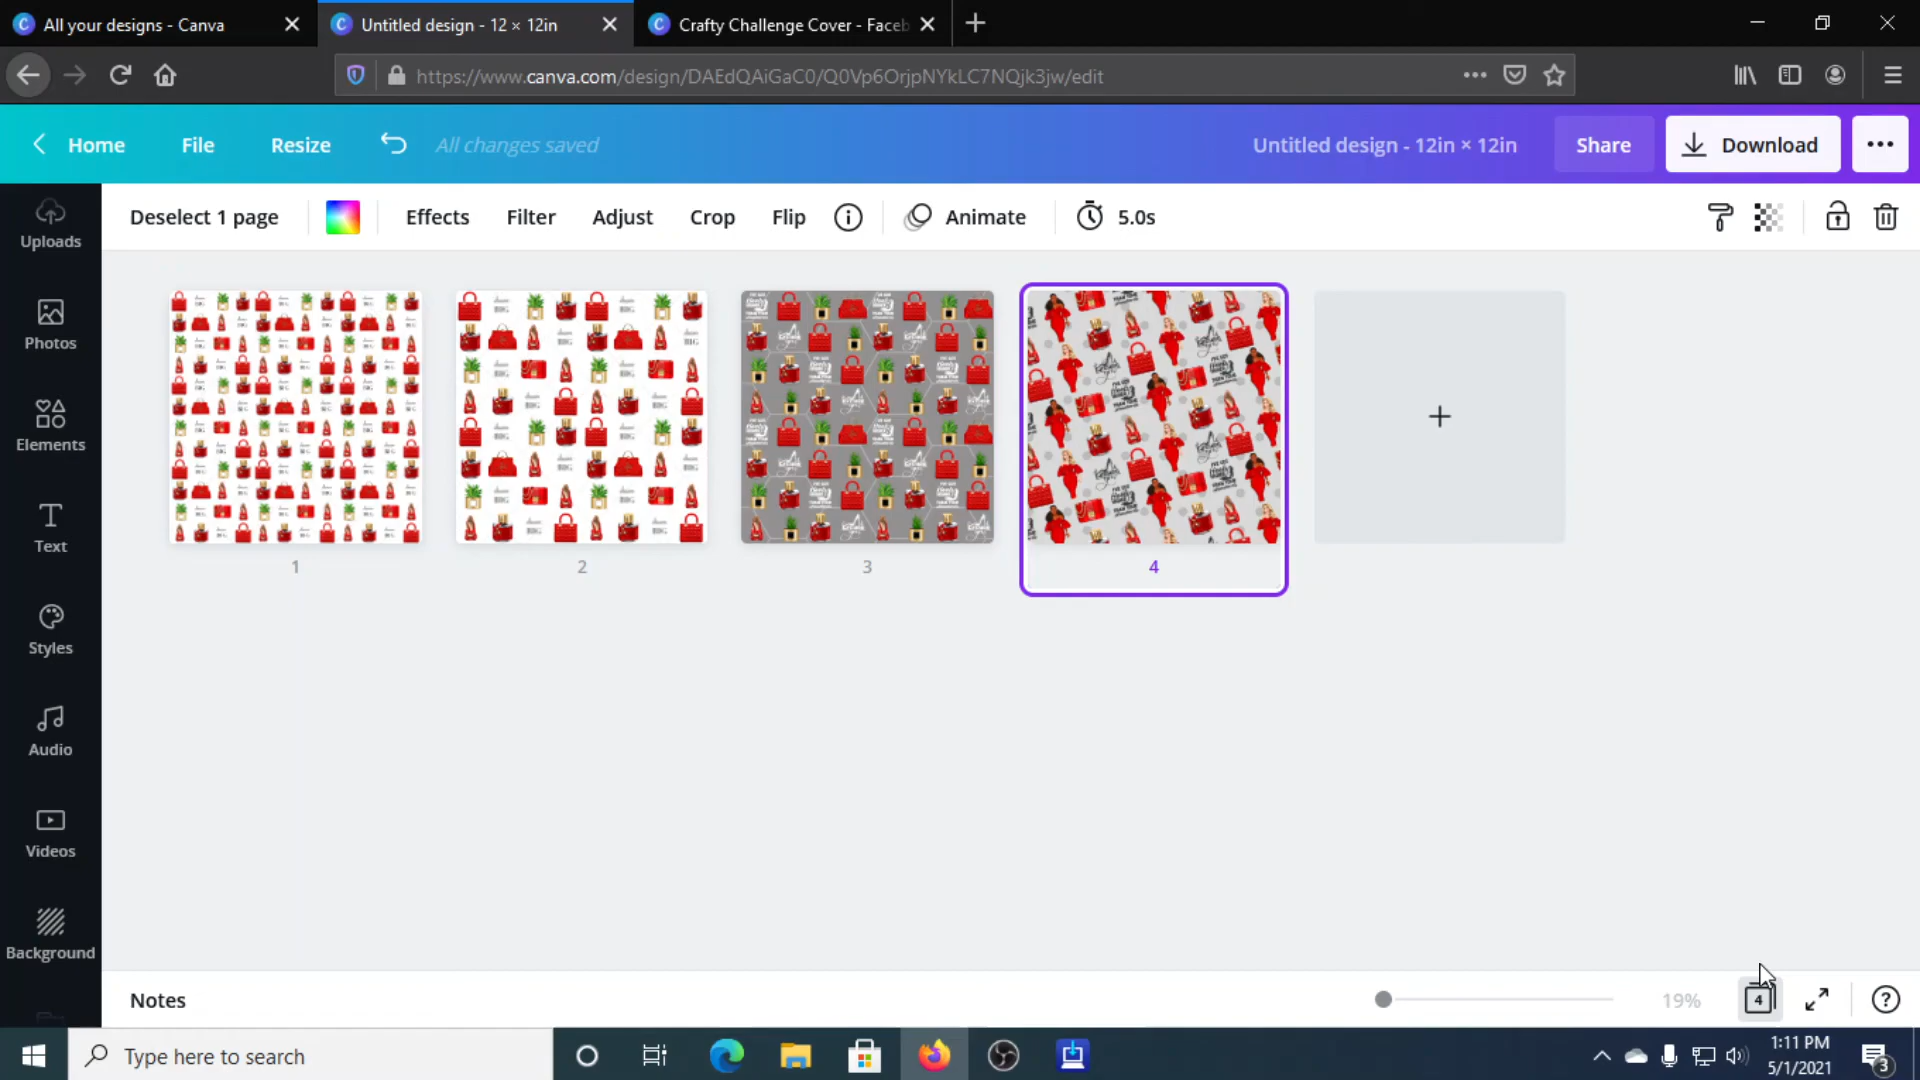 All your designs - Canva
Untitled design - 12 × 12in
Crafty Challenge Cover - Faceb
https://www.canva.com/design/DAEdQAiGaC0/Q0Vp6OrjpNYkLC7NQjk3jw/edit
Home
File
Resize
All changes saved
Untitled design - 12in × 12in
Share
Download
Deselect 1 page
Effects
Filter
Adjust
Crop
Flip
Animate
5.0s
Uploads
Photos
Elements
Text
Styles
Audio
Videos
Background
1
2
3
4
Notes
19%
4
Type here to search
1:11 PM
5/1/2021
3